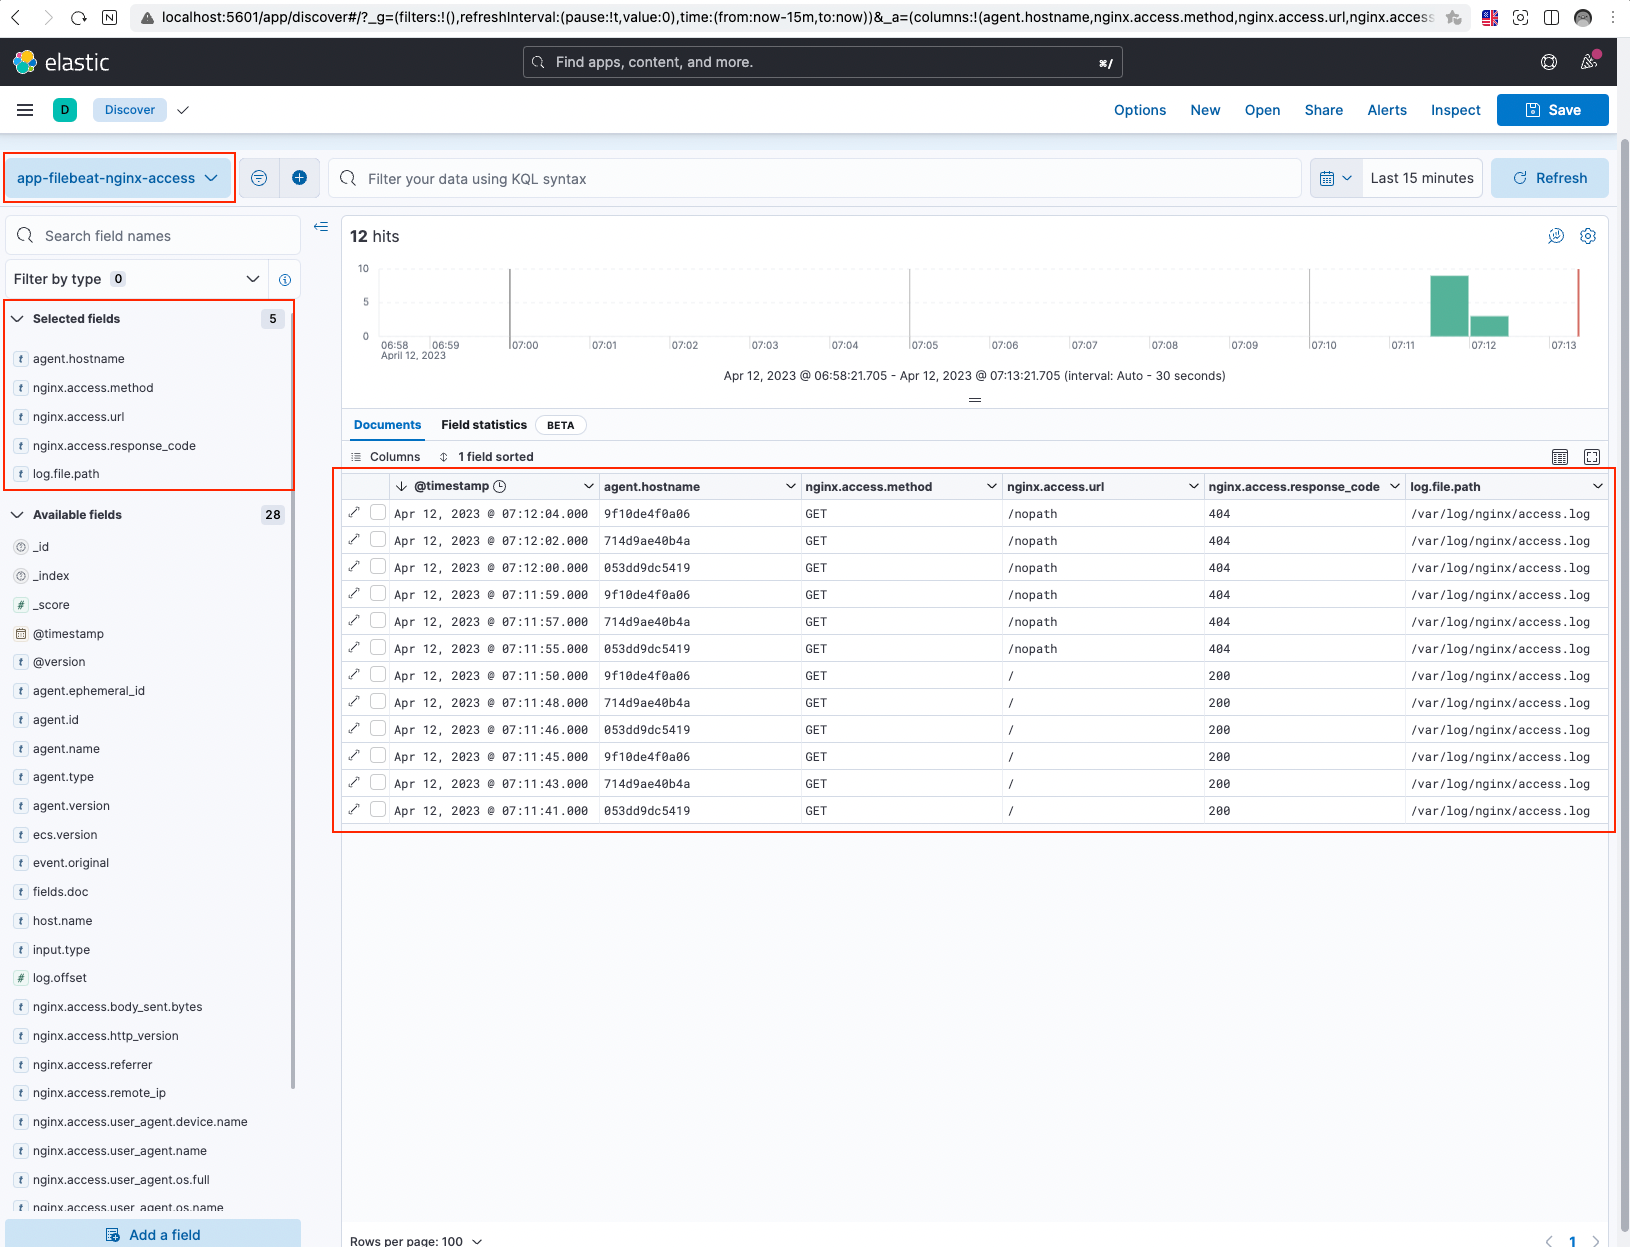 localhost:5601/app/discover#/?_g=(filters:!(),refreshInterval:(pause:!t,value:0),time:(from:now-15m,to:now))&_a=(columns:!(agent.hostname,nginx.access.method,nginx.access.url,nginx.access
elastic
Find apps, content, and more.
⌘/
D
Discover
Options
New
Open
Share
Alerts
Inspect
Save
app-filebeat-nginx-access
Filter your data using KQL syntax
Last 15 minutes
Refresh
Search field names
Filter by type 0
Selected fields 5
agent.hostname
nginx.access.method
nginx.access.url
nginx.access.response_code
log.file.path
Available fields 28
_id
_index
_score
@timestamp
@version
agent.ephemeral_id
agent.id
agent.name
agent.type
agent.version
ecs.version
event.original
fields.doc
host.name
input.type
log.offset
nginx.access.body_sent.bytes
nginx.access.http_version
nginx.access.referrer
nginx.access.remote_ip
nginx.access.user_agent.device.name
nginx.access.user_agent.name
nginx.access.user_agent.os.full
nginx.access.user_agent.os.name
Add a field
12 hits
10
5
0
06:58 06:59 07:00 07:01 07:02 07:03 07:04 07:05 07:06 07:07 07:08 07:09 07:10 07:11 07:12 07:13
April 12, 2023
Apr 12, 2023 @ 06:58:21.705 - Apr 12, 2023 @ 07:13:21.705 (interval: Auto - 30 seconds)
Documents Field statistics BETA
Columns 1 field sorted
@timestamp agent.hostname nginx.access.method nginx.access.url nginx.access.response_code log.file.path
Apr 12, 2023 @ 07:12:04.000 9f10de4f0a06 GET /nopath 404 /var/log/nginx/access.log
Apr 12, 2023 @ 07:12:02.000 714d9ae40b4a GET /nopath 404 /var/log/nginx/access.log
Apr 12, 2023 @ 07:12:00.000 053dd9dc5419 GET /nopath 404 /var/log/nginx/access.log
Apr 12, 2023 @ 07:11:59.000 9f10de4f0a06 GET /nopath 404 /var/log/nginx/access.log
Apr 12, 2023 @ 07:11:57.000 714d9ae40b4a GET /nopath 404 /var/log/nginx/access.log
Apr 12, 2023 @ 07:11:55.000 053dd9dc5419 GET /nopath 404 /var/log/nginx/access.log
Apr 12, 2023 @ 07:11:50.000 9f10de4f0a06 GET / 200 /var/log/nginx/access.log
Apr 12, 2023 @ 07:11:48.000 714d9ae40b4a GET / 200 /var/log/nginx/access.log
Apr 12, 2023 @ 07:11:46.000 053dd9dc5419 GET / 200 /var/log/nginx/access.log
Apr 12, 2023 @ 07:11:45.000 9f10de4f0a06 GET / 200 /var/log/nginx/access.log
Apr 12, 2023 @ 07:11:43.000 714d9ae40b4a GET / 200 /var/log/nginx/access.log
Apr 12, 2023 @ 07:11:41.000 053dd9dc5419 GET / 200 /var/log/nginx/access.log
Rows per page: 100
1